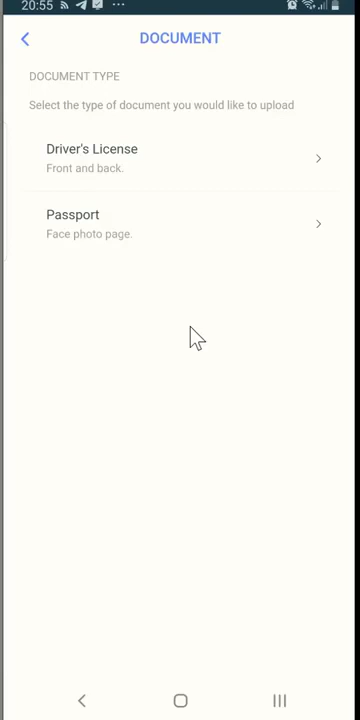 20:55
DOCUMENT
DOCUMENT TYPE
Select the type of document you would like to upload
Driver's License
Front and back.
Passport
Face photo page.